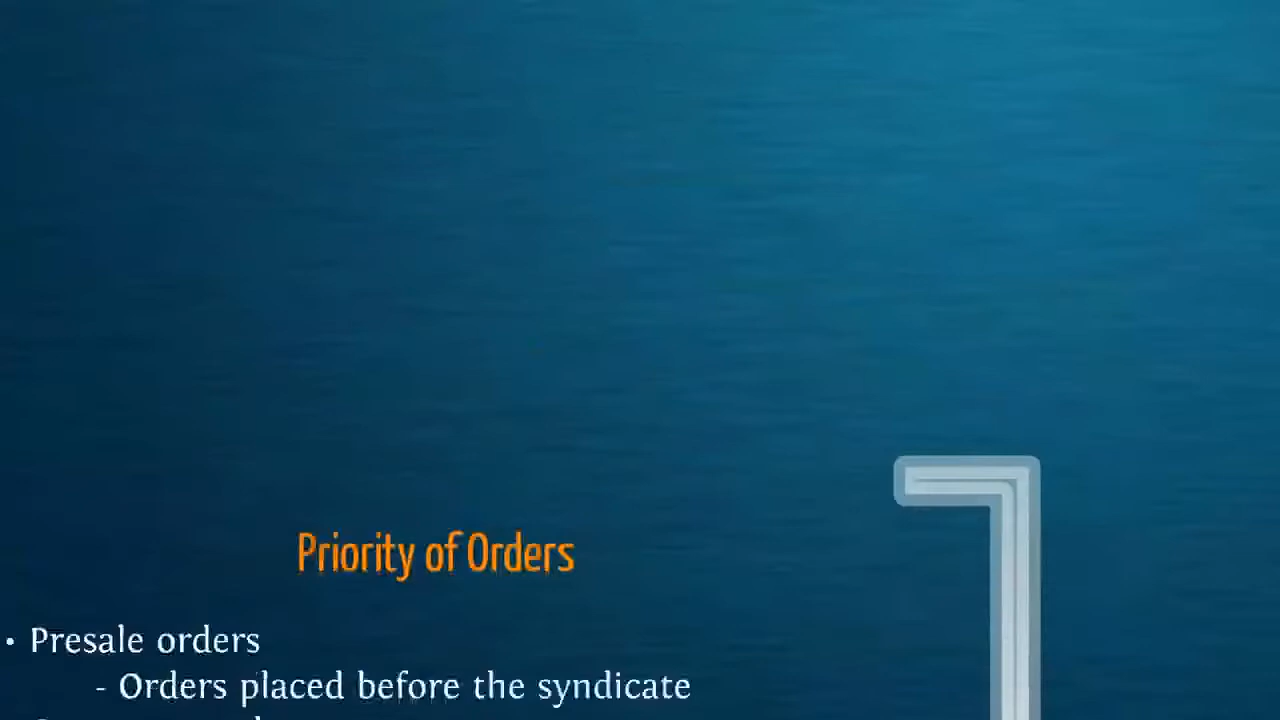 Priority of Orders
• Presale orders
- Orders placed before the syndicate